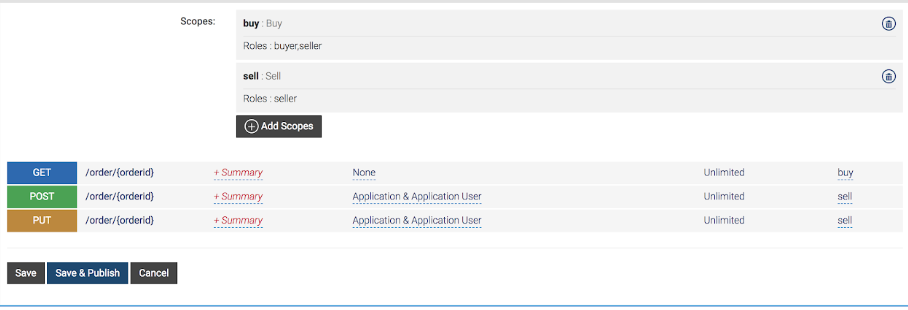 Scopes: buy : Buy
Roles : buyer,seller
sell : Sell
Roles : seller
Add Scopes
GET /order/{orderid} + Summary None Unlimited buy
POST /order/{orderid} + Summary Application & Application User Unlimited sell
PUT /order/{orderid} + Summary Application & Application User Unlimited sell
Save Save & Publish Cancel